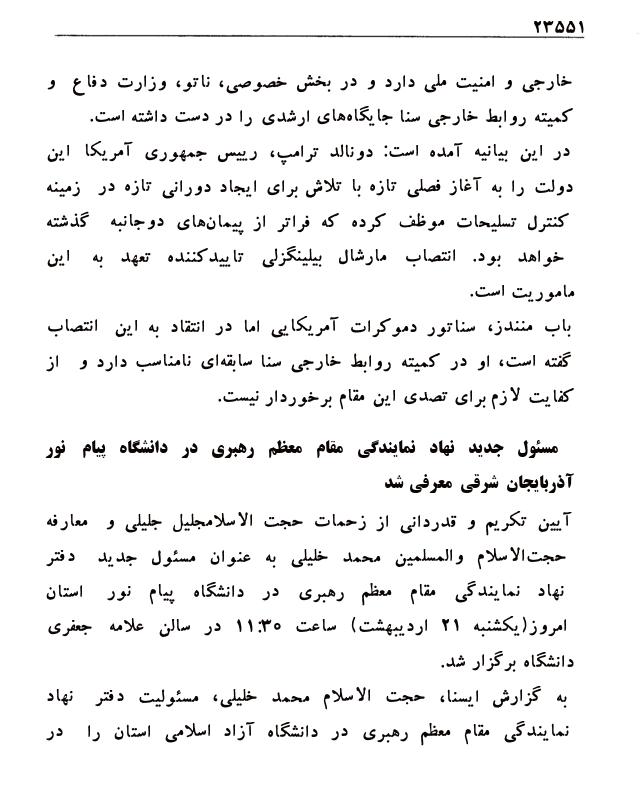 ۲۳۵۵۱
خارجی و امنیت ملی دارد و در بخش خصوصی، ناتو، وزارت دفاع و
کمیته روابط خارجی سنا جایگاه‌های ارشدی را در دست داشته است.
در این بیانیه آمده است: دونالد ترامپ، رییس جمهوری آمریکا این
دولت را به آغاز فصلی تازه با تلاش برای ایجاد دورانی تازه در زمینه
کنترل تسلیحات موظف کرده که فراتر از پیمان‌های دوجانبه گذشته
خواهد بود. انتصاب مارشال بیلینگزلی تاییدکننده تعهد به این
ماموریت است.
باب منندز، سناتور دموکرات آمریکایی اما در انتقاد به این انتصاب
گفته است، او در کمیته روابط خارجی سنا سابقه‌ای نامناسب دارد و از
کفایت لازم برای تصدی این مقام برخوردار نیست.
مسئول جدید نهاد نمایندگی مقام معظم رهبری در دانشگاه پیام نور
آذربایجان شرقی معرفی شد
آیین تکریم و قدردانی از زحمات حجت الاسلامجلیل جلیلی و معارفه
حجت‌الاسلام والمسلمین محمد خلیلی به عنوان مسئول جدید دفتر
نهاد نمایندگی مقام معظم رهبری در دانشگاه پیام نور استان
امروز(یکشنبه ۲۱ اردیبهشت) ساعت ۱۱:۳۰ در سالن علامه جعفری
دانشگاه برگزار شد.
به گزارش ایسنا، حجت الاسلام محمد خلیلی، مسئولیت دفتر نهاد
نمایندگی مقام معظم رهبری در دانشگاه آزاد اسلامی استان را در